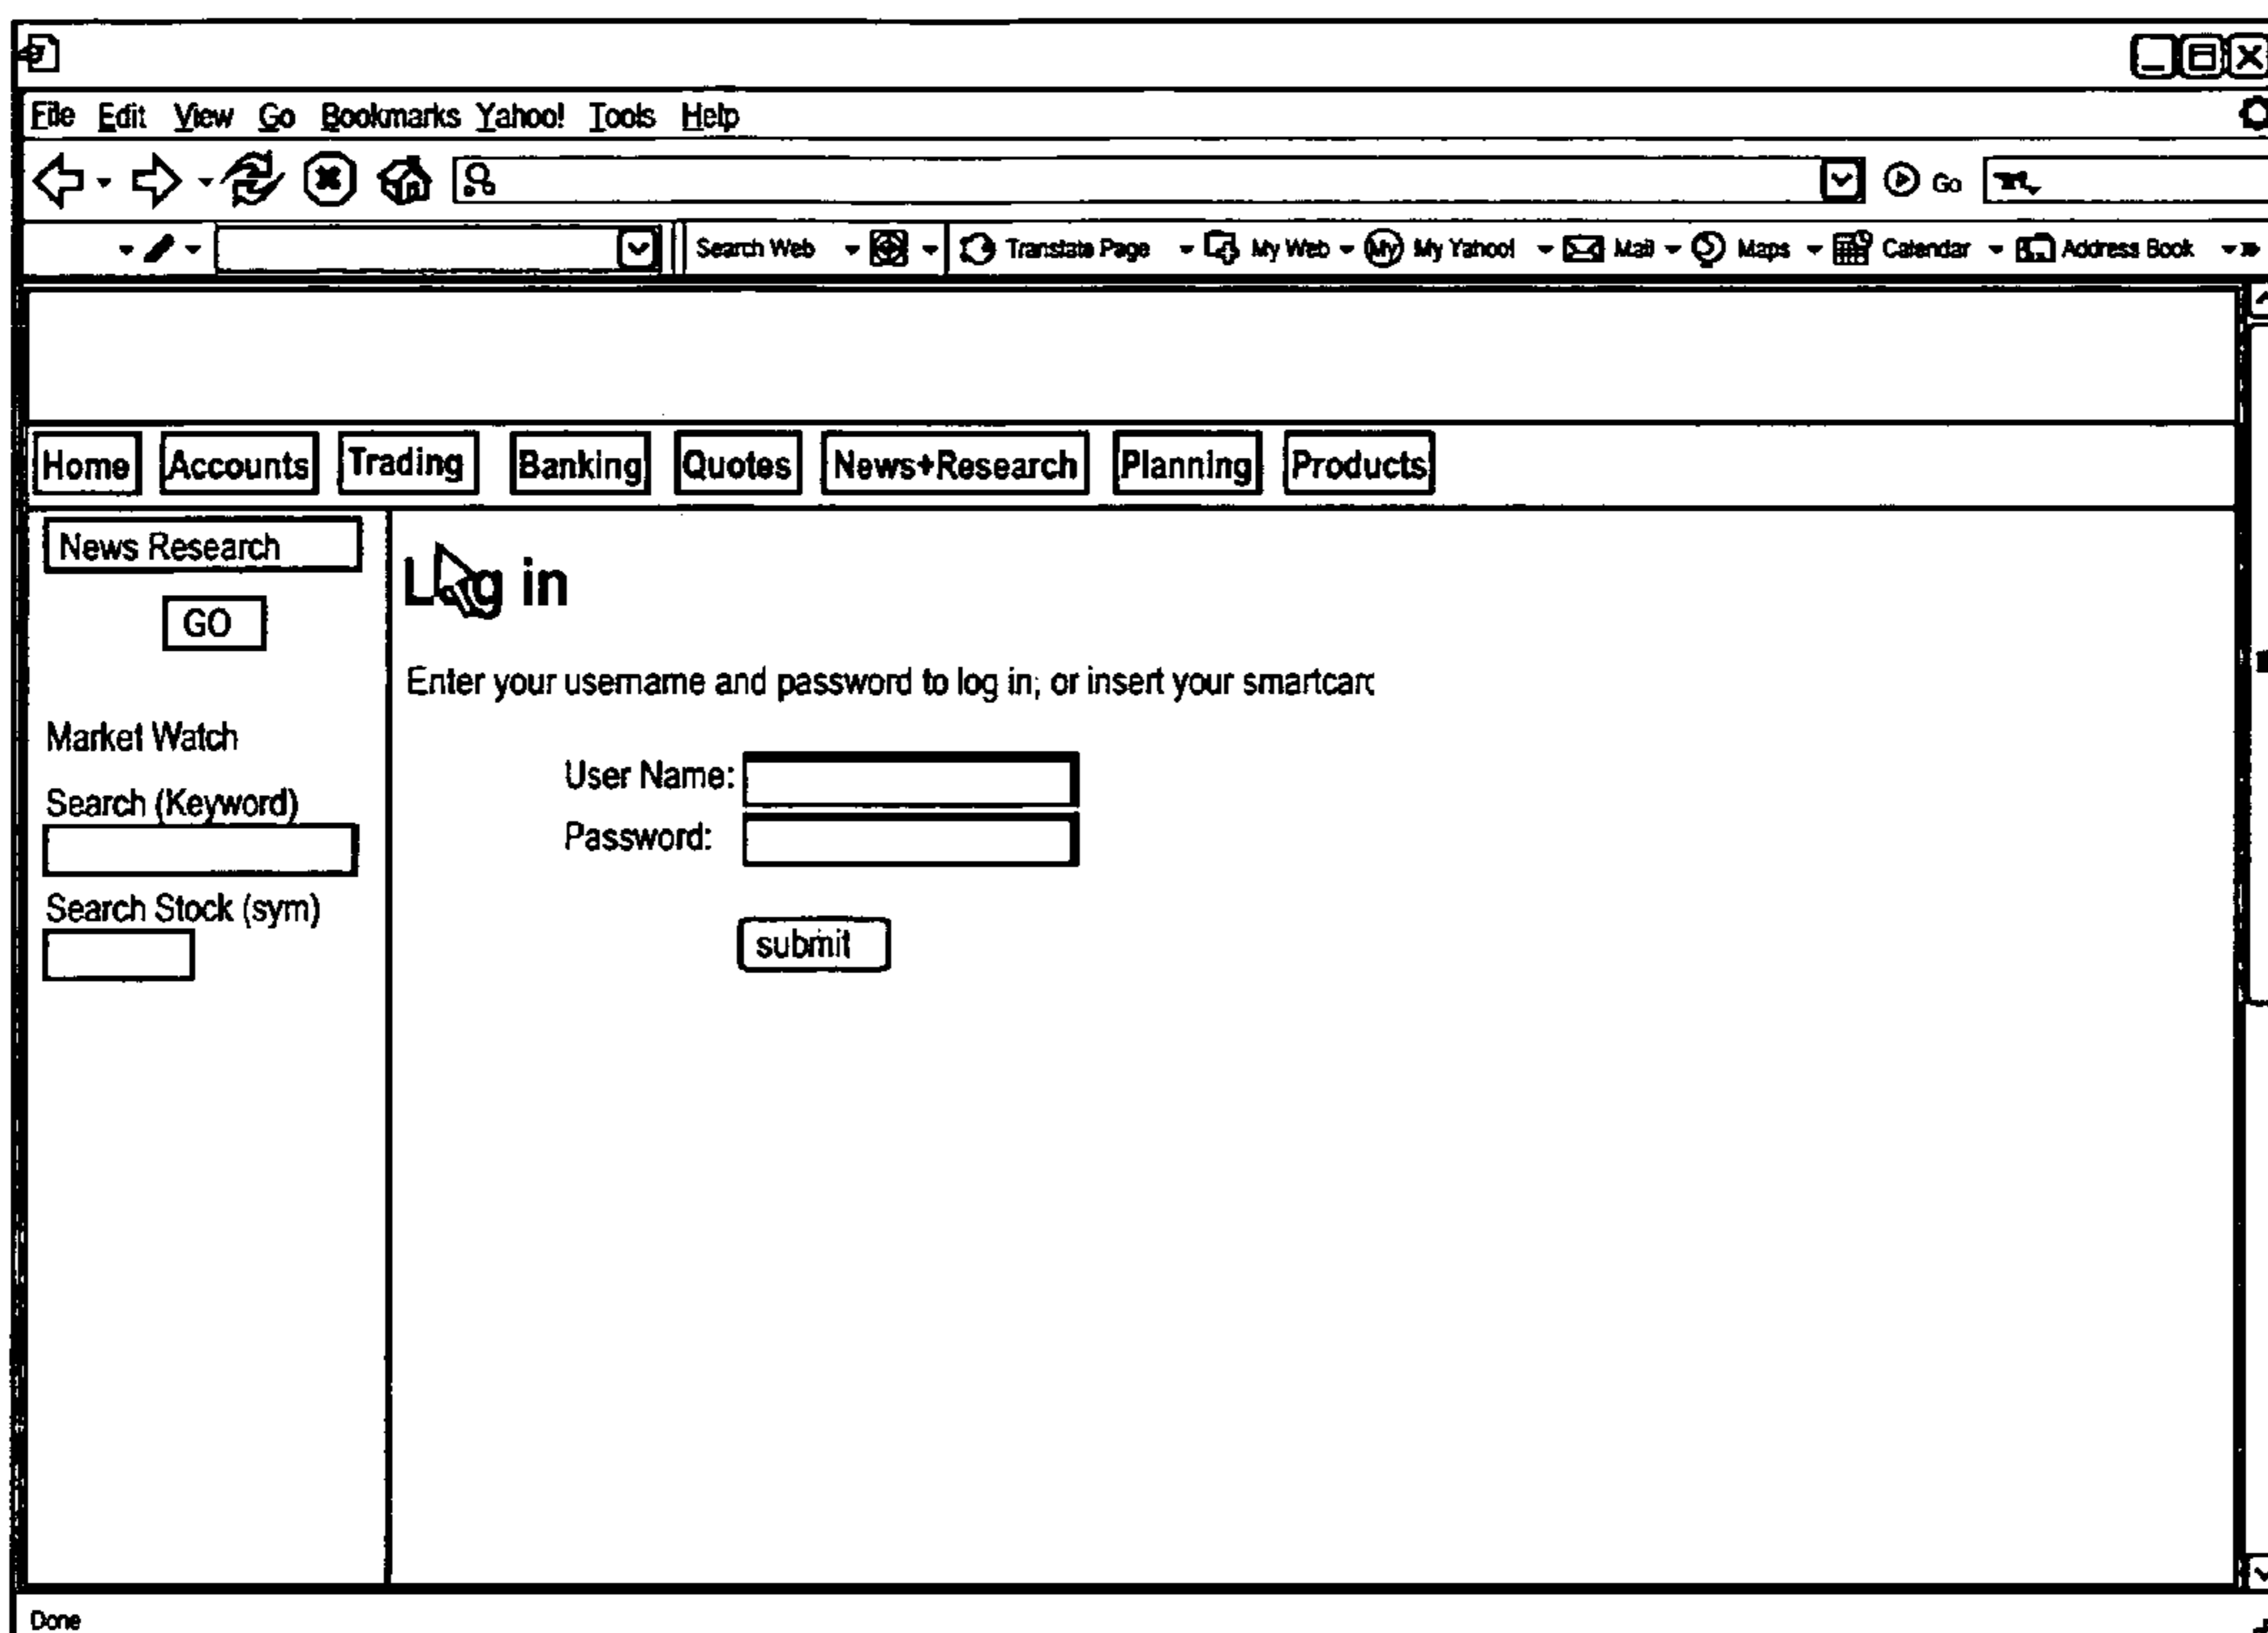 File Edit View Go Bookmarks Yahoo! Tools Help
Go
Search Web Translate Page My Web My My Yahoo! Mail Maps Calendar Address Book
Home Accounts Trading Banking Quotes News+Research Planning Products
News Research
GO
Market Watch
Search (Keyword)
Search Stock (sym)
Log in
Enter your username and password to log in, or insert your smartcard
User Name:
Password:
submit
Done